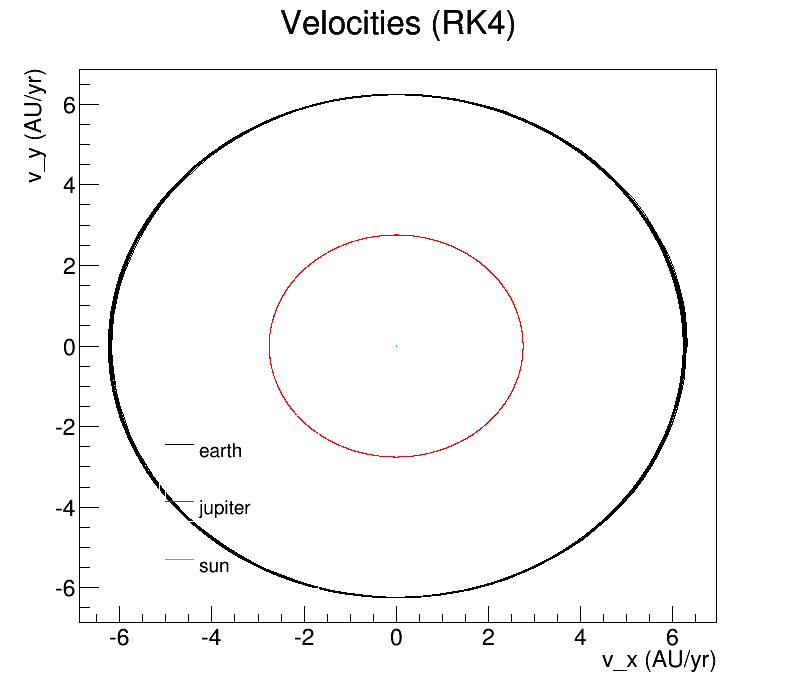 Velocities (RK4)
v_y (AU/yr)
6
4
2
0
-2
-4
-6
earth
jupiter
sun
-6 -4 -2 0 2 4 6
v_x (AU/yr)